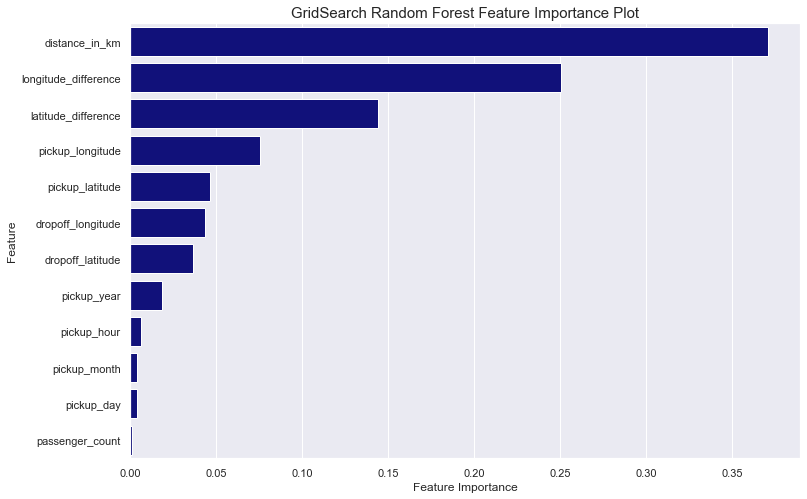 GridSearch Random Forest Feature Importance Plot
distance_in_km
longitude_difference
latitude_difference
pickup_longitude
pickup_latitude
dropoff_longitude
dropoff_latitude
pickup_year
pickup_hour
pickup_month
pickup_day
passenger_count
Feature
0.00 0.05 0.10 0.15 0.20 0.25 0.30 0.35
Feature Importance